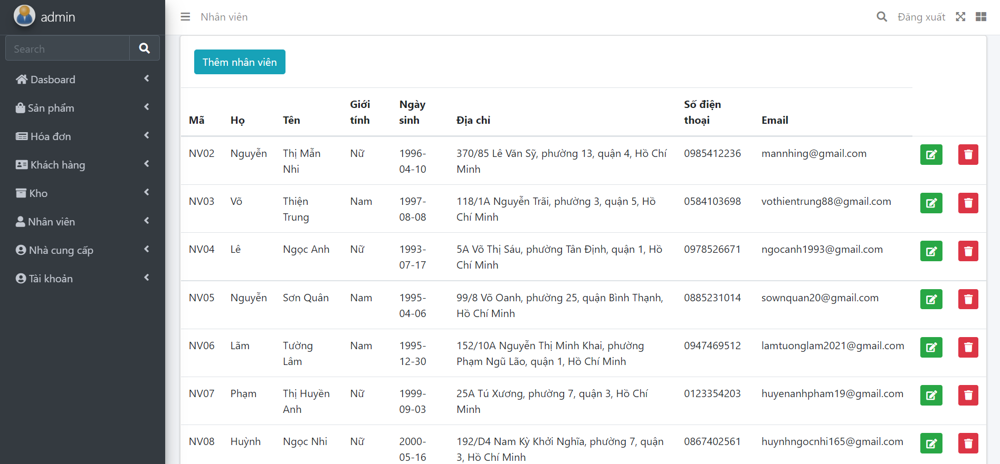 admin
Search
Dasboard
Sản phẩm
Hóa đơn
Khách hàng
Kho
Nhân viên
Nhà cung cấp
Tài khoản
Nhân viên
Đăng xuất
Thêm nhân viên
Mã Họ Tên Giới tính Ngày sinh Địa chỉ Số điện thoại Email
NV02 Nguyễn Thị Mẫn Nữ 1996- 370/85 Lê Văn Sỹ, phường 13, quận 4, Hồ Chí 0985412236 mannhing@gmail.com
Nhi 04-10 Minh
NV03 Võ Thiện Nam 1997- 118/1A Nguyễn Trãi, phường 3, quận 5, Hồ 0584103698 vothientrung88@gmail.com
Trung 08-08 Chí Minh
NV04 Lê Ngọc Anh Nữ 1993- 5A Võ Thị Sáu, phường Tân Định, quận 1, Hồ 0978526671 ngocanh1993@gmail.com
07-17 Chí Minh
NV05 Nguyễn Sơn Quân Nam 1995- 99/8 Võ Oanh, phường 25, quận Bình Thạnh, 0885231014 sownquan20@gmail.com
04-06 Hồ Chí Minh
NV06 Lãm Tường Nam 1995- 152/10A Nguyễn Thị Minh Khai, phường 0947469512 lamtuonglam2021@gmail.com
Lâm 12-30 Phạm Ngũ Lão, quận 1, Hồ Chí Minh
NV07 Phạm Thị Huyền Nữ 1999- 25A Tú Xương, phường 7, quận 3, Hồ Chí 0123354203 huyenanhpham19@gmail.com
Anh 09-03 Minh
NV08 Huỳnh Ngọc Nhi Nữ 2000- 192/D4 Nam Kỳ Khởi Nghĩa, phường 7, quận 0867402561 huynhngocnhi165@gmail.com
05-16 3, Hồ Chí Minh